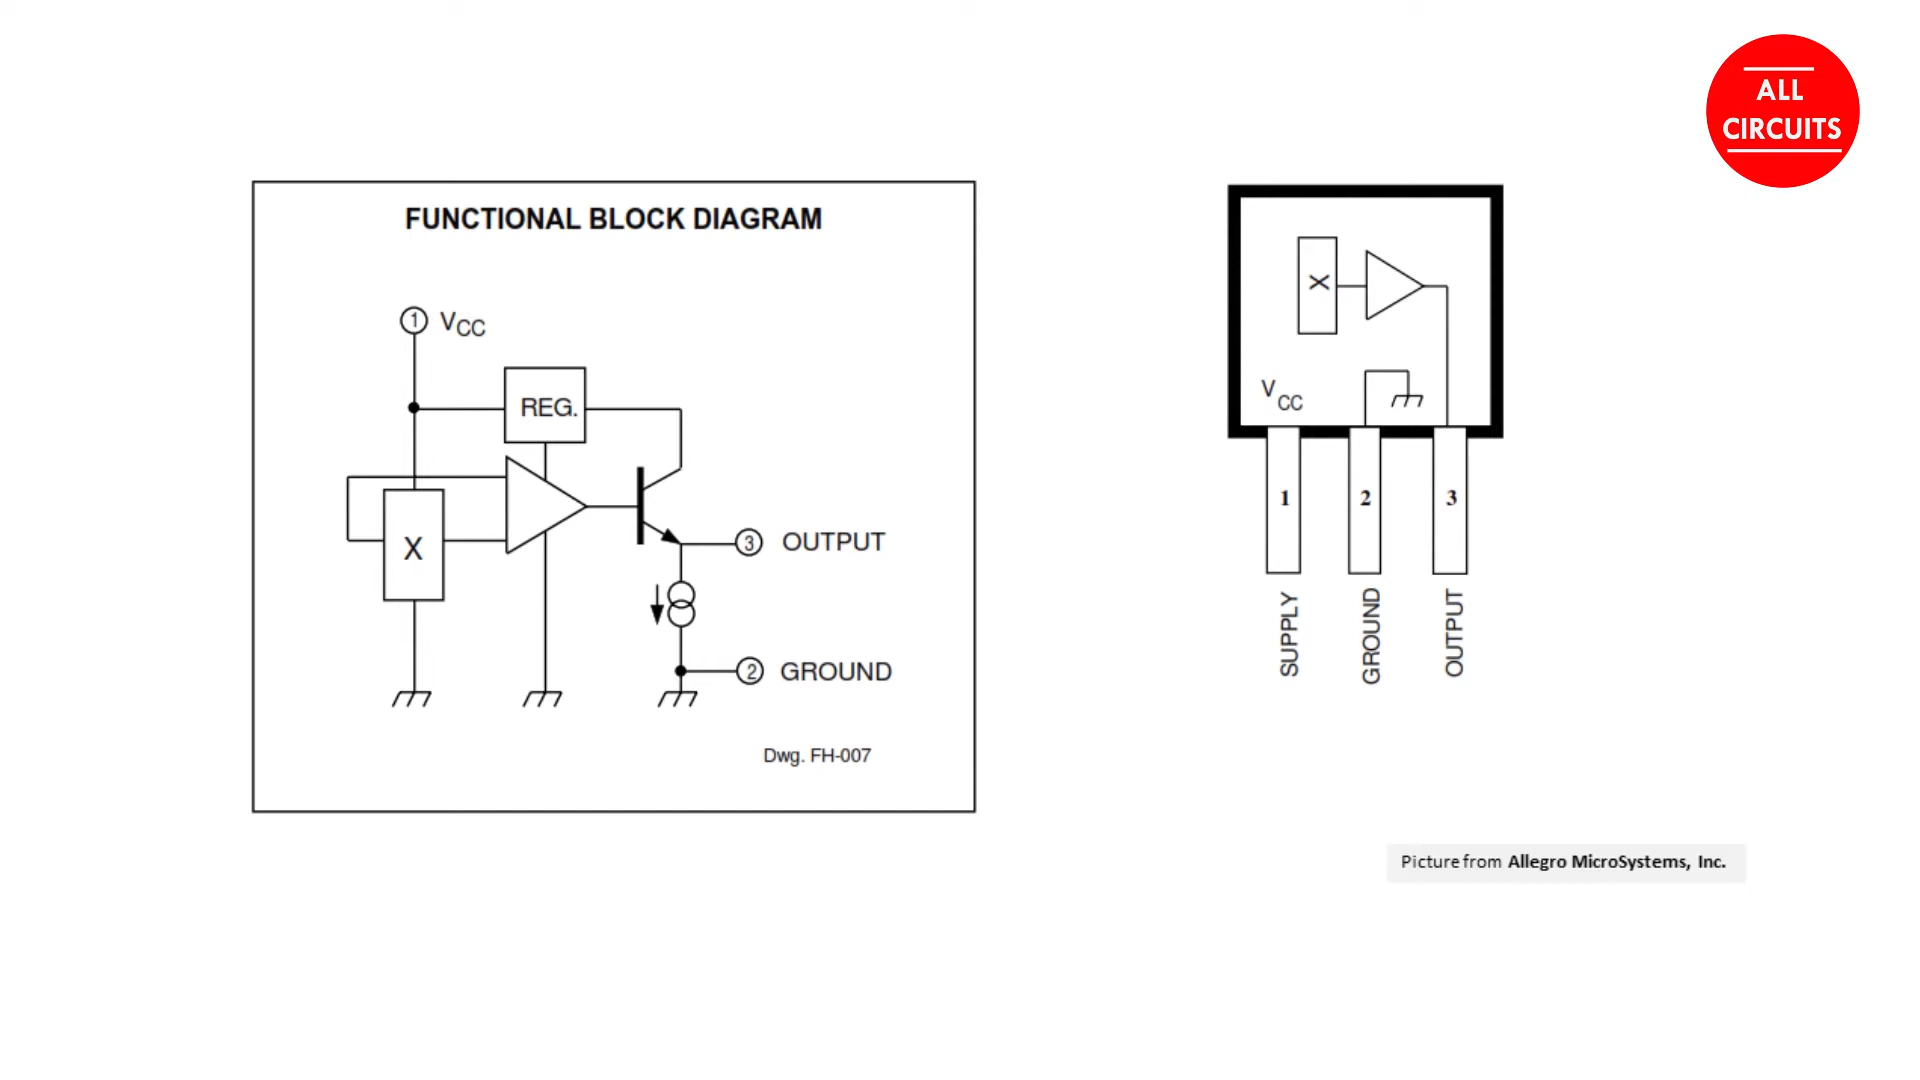 ALL
CIRCUITS
FUNCTIONAL BLOCK DIAGRAM
1 VCC
REG.
X
3 OUTPUT
2 GROUND
Dwg. FH-007
X
VCC
1 2 3
SUPPLY
GROUND
OUTPUT
Picture from Allegro MicroSystems, Inc.